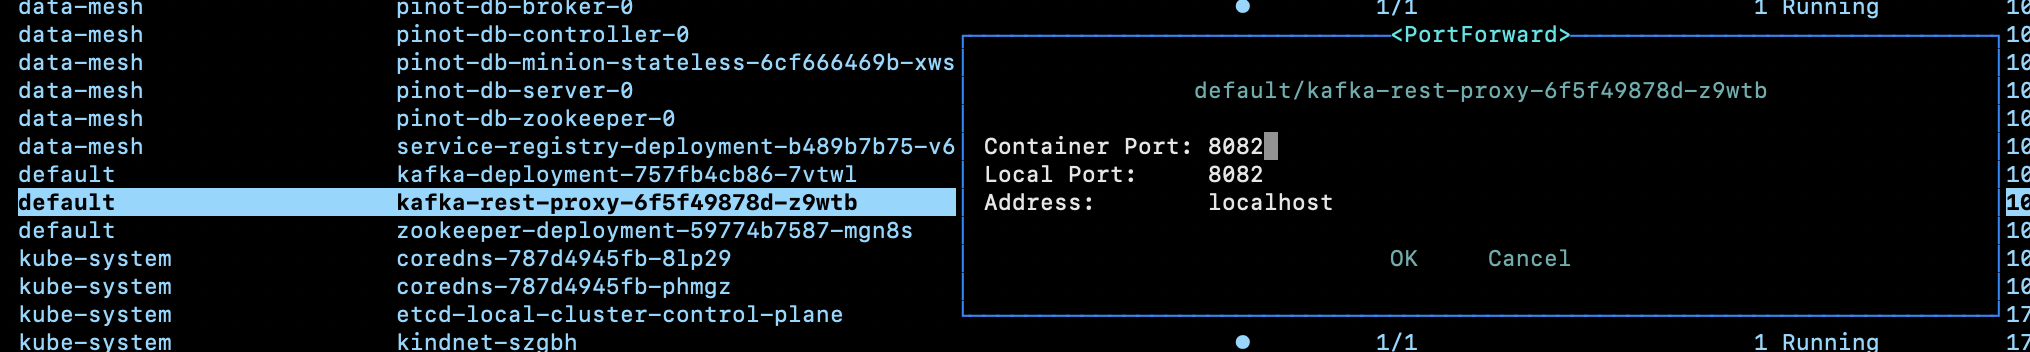 data-mesh pinot-db-broker-0 ● 1/1 1 Running 10
data-mesh pinot-db-controller-0 <PortForward> 10
data-mesh pinot-db-minion-stateless-6cf666469b-xws 10
data-mesh pinot-db-server-0 default/kafka-rest-proxy-6f5f49878d-z9wtb 10
data-mesh pinot-db-zookeeper-0 10
data-mesh service-registry-deployment-b489b7b75-v6 Container Port: 8082 10
default kafka-deployment-757fb4cb86-7vtwl Local Port: 8082 10
default kafka-rest-proxy-6f5f49878d-z9wtb Address: localhost 10
default zookeeper-deployment-59774b7587-mgn8s 10
kube-system coredns-787d4945fb-8lp29 OK Cancel 10
kube-system coredns-787d4945fb-phmgz 10
kube-system etcd-local-cluster-control-plane 17
kube-system kindnet-szgbh ● 1/1 1 Running 17